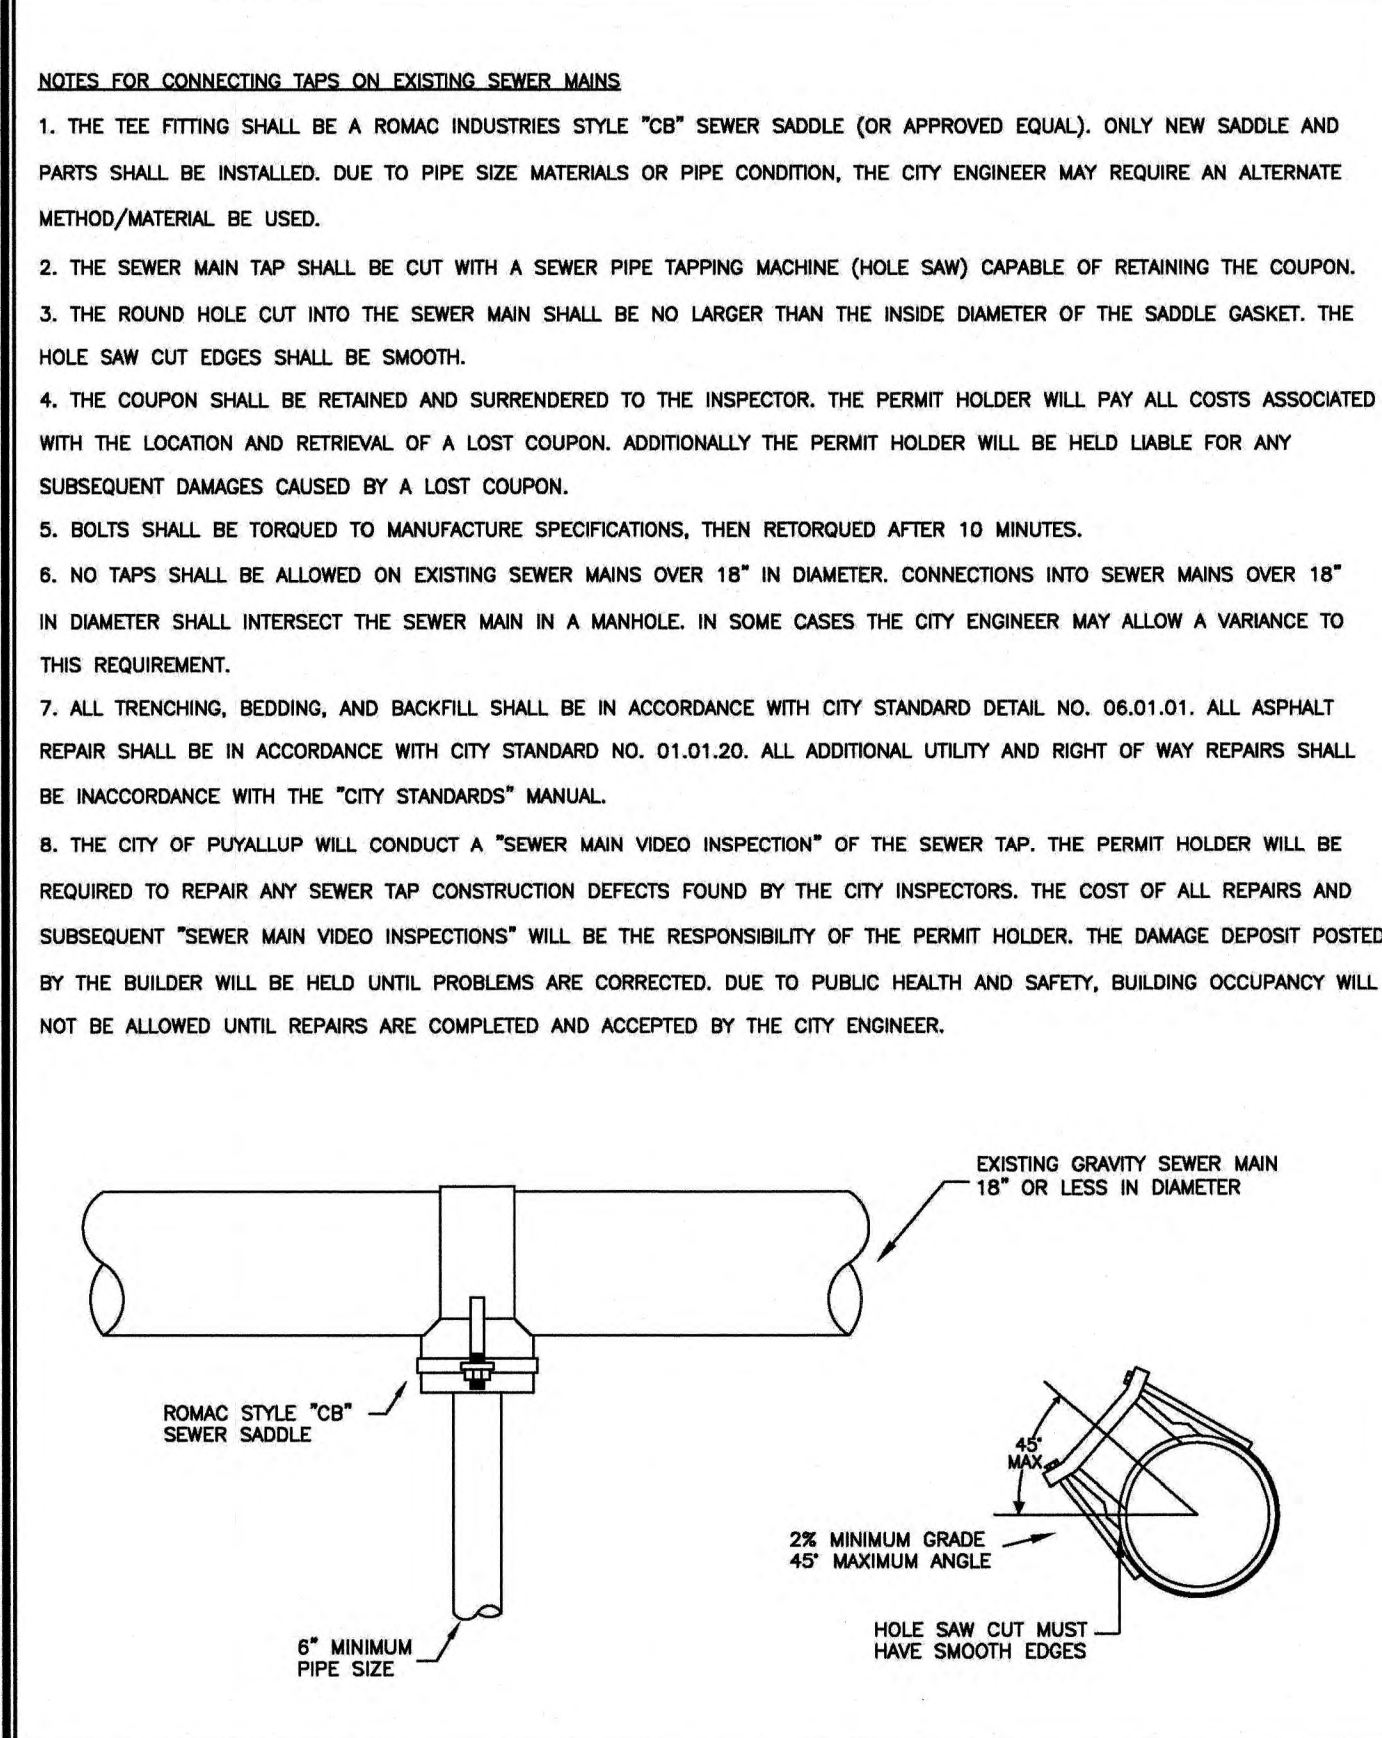 NOTES FOR CONNECTING TAPS ON EXISTING SEWER MAINS
1. THE TEE FITTING SHALL BE A ROMAC INDUSTRIES STYLE "CB" SEWER SADDLE (OR APPROVED EQUAL). ONLY NEW SADDLE AND
PARTS SHALL BE INSTALLED. DUE TO PIPE SIZE MATERIALS OR PIPE CONDITION, THE CITY ENGINEER MAY REQUIRE AN ALTERNATE
METHOD/MATERIAL BE USED.
2. THE SEWER MAIN TAP SHALL BE CUT WITH A SEWER PIPE TAPPING MACHINE (HOLE SAW) CAPABLE OF RETAINING THE COUPON.
3. THE ROUND HOLE CUT INTO THE SEWER MAIN SHALL BE NO LARGER THAN THE INSIDE DIAMETER OF THE SADDLE GASKET. THE
HOLE SAW CUT EDGES SHALL BE SMOOTH.
4. THE COUPON SHALL BE RETAINED AND SURRENDERED TO THE INSPECTOR. THE PERMIT HOLDER WILL PAY ALL COSTS ASSOCIATED
WITH THE LOCATION AND RETRIEVAL OF A LOST COUPON. ADDITIONALLY THE PERMIT HOLDER WILL BE HELD LIABLE FOR ANY
SUBSEQUENT DAMAGES CAUSED BY A LOST COUPON.
5. BOLTS SHALL BE TORQUED TO MANUFACTURE SPECIFICATIONS, THEN RETORQUED AFTER 10 MINUTES.
6. NO TAPS SHALL BE ALLOWED ON EXISTING SEWER MAINS OVER 18" IN DIAMETER. CONNECTIONS INTO SEWER MAINS OVER 18"
IN DIAMETER SHALL INTERSECT THE SEWER MAIN IN A MANHOLE. IN SOME CASES THE CITY ENGINEER MAY ALLOW A VARIANCE TO
THIS REQUIREMENT.
7. ALL TRENCHING, BEDDING, AND BACKFILL SHALL BE IN ACCORDANCE WITH CITY STANDARD DETAIL NO. 06.01.01. ALL ASPHALT
REPAIR SHALL BE IN ACCORDANCE WITH CITY STANDARD NO. 01.01.20. ALL ADDITIONAL UTILITY AND RIGHT OF WAY REPAIRS SHALL
BE INACCORDANCE WITH THE "CITY STANDARDS" MANUAL.
8. THE CITY OF PUYALLUP WILL CONDUCT A "SEWER MAIN VIDEO INSPECTION" OF THE SEWER TAP. THE PERMIT HOLDER WILL BE
REQUIRED TO REPAIR ANY SEWER TAP CONSTRUCTION DEFECTS FOUND BY THE CITY INSPECTORS. THE COST OF ALL REPAIRS AND
SUBSEQUENT "SEWER MAIN VIDEO INSPECTIONS" WILL BE THE RESPONSIBILITY OF THE PERMIT HOLDER. THE DAMAGE DEPOSIT POSTED
BY THE BUILDER WILL BE HELD UNTIL PROBLEMS ARE CORRECTED. DUE TO PUBLIC HEALTH AND SAFETY, BUILDING OCCUPANCY WILL
NOT BE ALLOWED UNTIL REPAIRS ARE COMPLETED AND ACCEPTED BY THE CITY ENGINEER.
EXISTING GRAVITY SEWER MAIN
18" OR LESS IN DIAMETER
ROMAC STYLE "CB"
SEWER SADDLE
45°
MAX.
2% MINIMUM GRADE
45° MAXIMUM ANGLE
HOLE SAW CUT MUST
HAVE SMOOTH EDGES
6" MINIMUM
PIPE SIZE